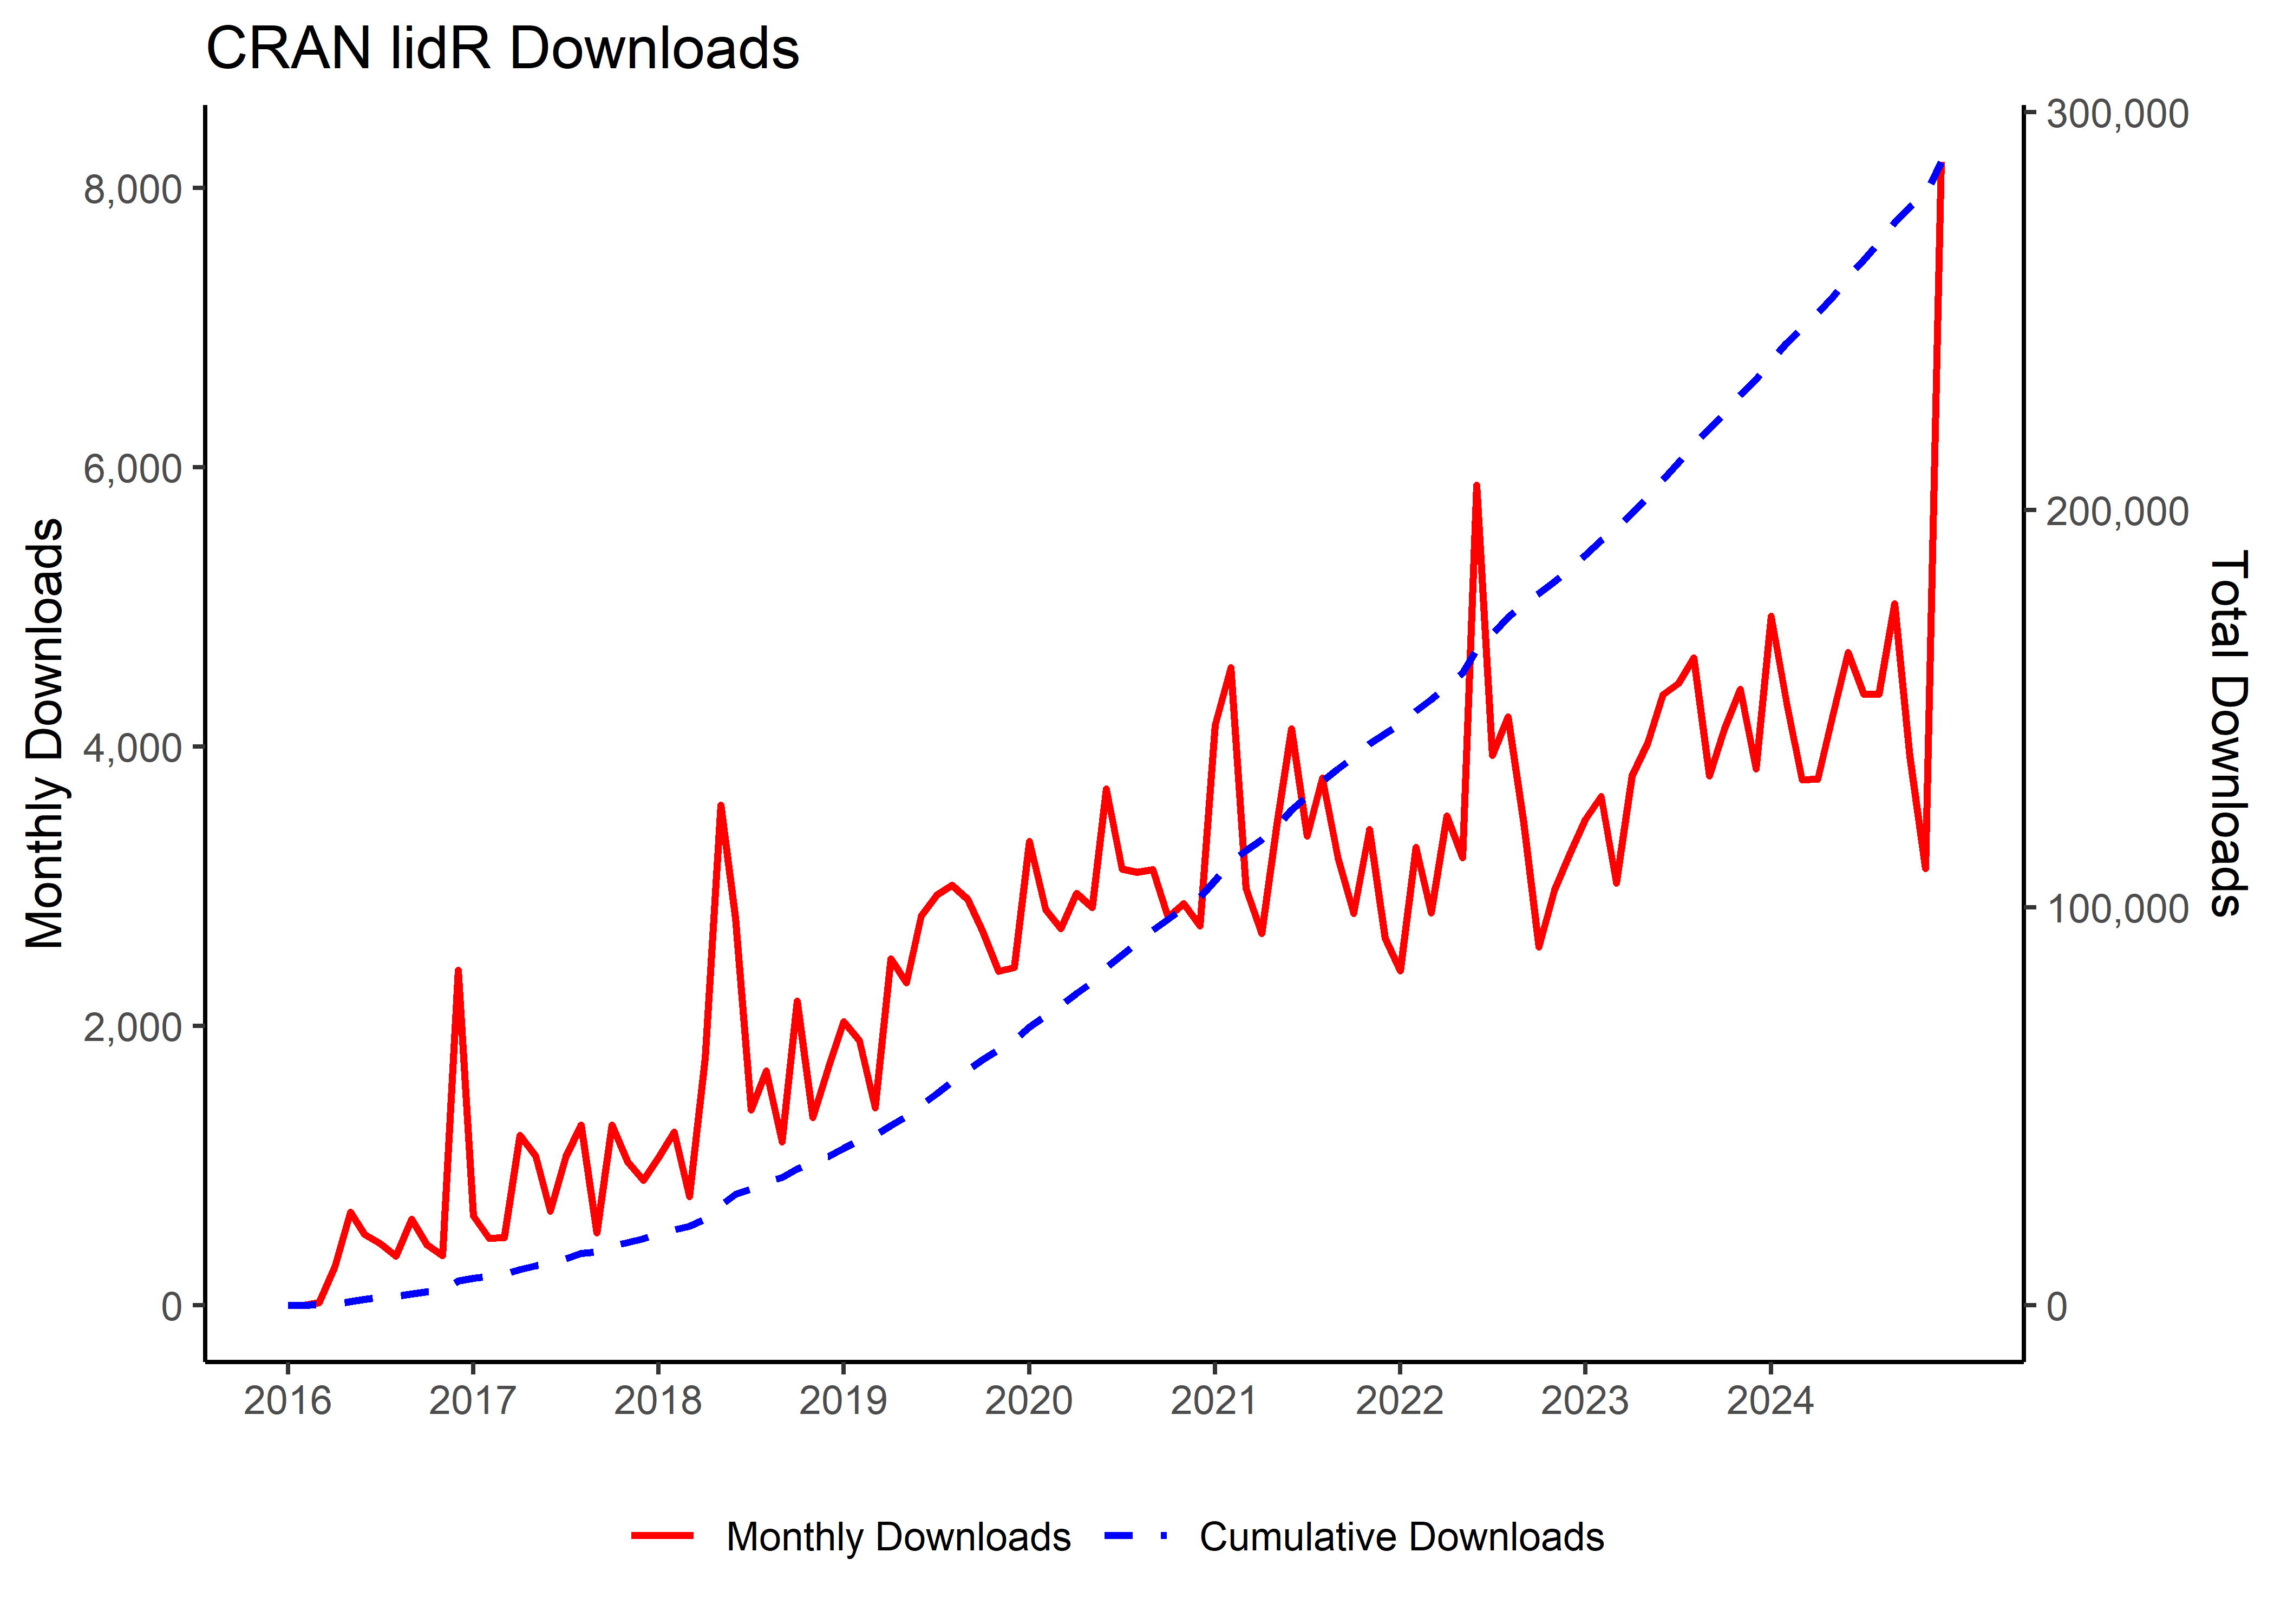 CRAN lidR Downloads
Monthly Downloads
8,000
6,000
4,000
2,000
0
300,000
200,000
100,000
0
Total Downloads
2016 2017 2018 2019 2020 2021 2022 2023 2024
Monthly Downloads Cumulative Downloads